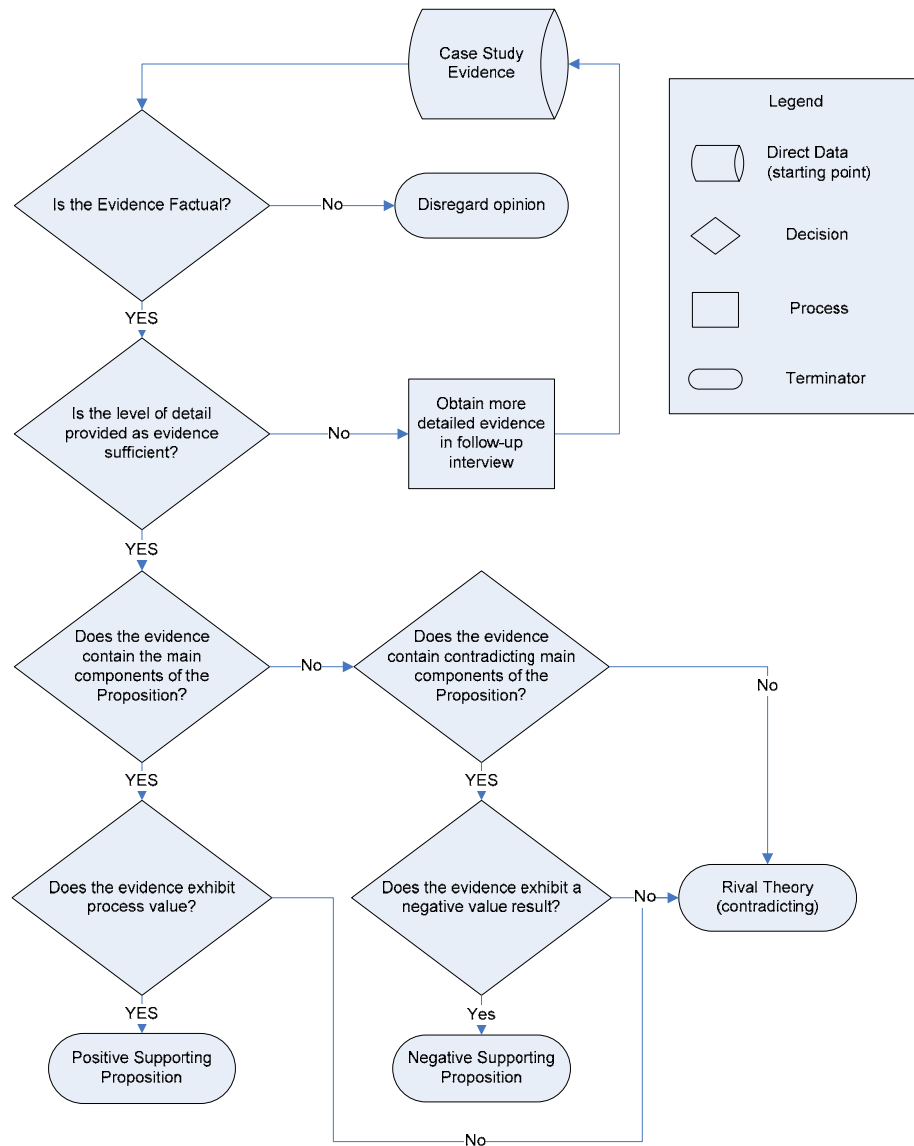 Case Study
Evidence
Legend
Direct Data
(starting point)
Decision
Process
Terminator
Is the Evidence Factual?
No
Disregard opinion
YES
Is the level of detail
provided as evidence
sufficient?
No
Obtain more
detailed evidence
in follow-up
interview
YES
Does the evidence
contain the main
components of the
Proposition?
No
Does the evidence
contain contradicting main
components of the
Proposition?
No
YES
YES
Does the evidence exhibit
process value?
Does the evidence exhibit a
negative value result?
No
Rival Theory
(contradicting)
YES
Yes
Positive Supporting
Proposition
Negative Supporting
Proposition
No